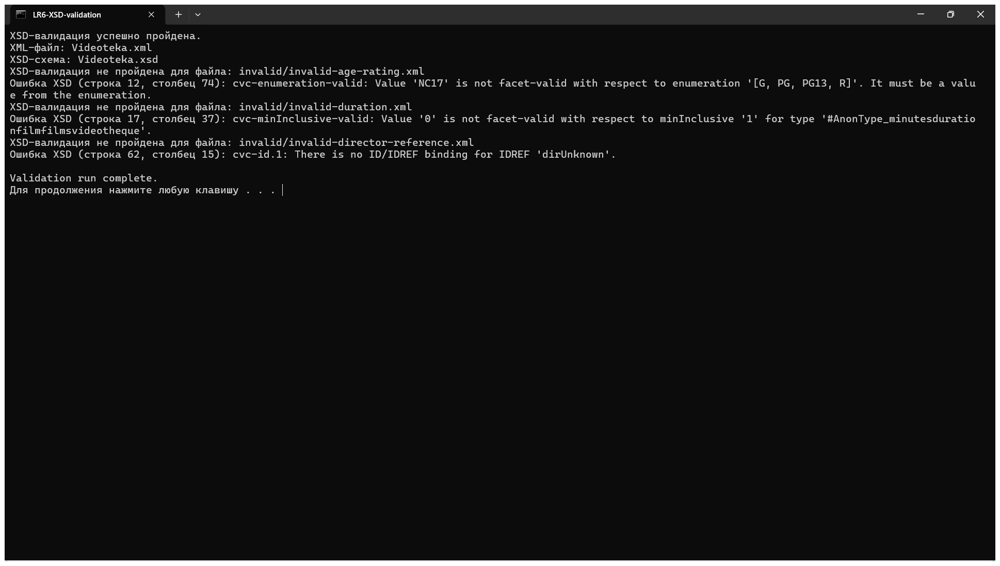 LR6-XSD-validation
XSD-валидация успешно пройдена.
XML-файл: Videoteka.xml
XSD-схема: Videoteka.xsd
XSD-валидация не пройдена для файла: invalid/invalid-age-rating.xml
Ошибка XSD (строка 12, столбец 74): cvc-enumeration-valid: Value 'NC17' is not facet-valid with respect to enumeration '[G, PG, PG13, R]'. It must be a valu
e from the enumeration.
XSD-валидация не пройдена для файла: invalid/invalid-duration.xml
Ошибка XSD (строка 17, столбец 37): cvc-minInclusive-valid: Value '0' is not facet-valid with respect to minInclusive '1' for type '#AnonType_minutesduratio
nfilmfilmsvideotheque'.
XSD-валидация не пройдена для файла: invalid/invalid-director-reference.xml
Ошибка XSD (строка 62, столбец 15): cvc-id.1: There is no ID/IDREF binding for IDREF 'dirUnknown'.
Validation run complete.
Для продолжения нажмите любую клавишу . . .